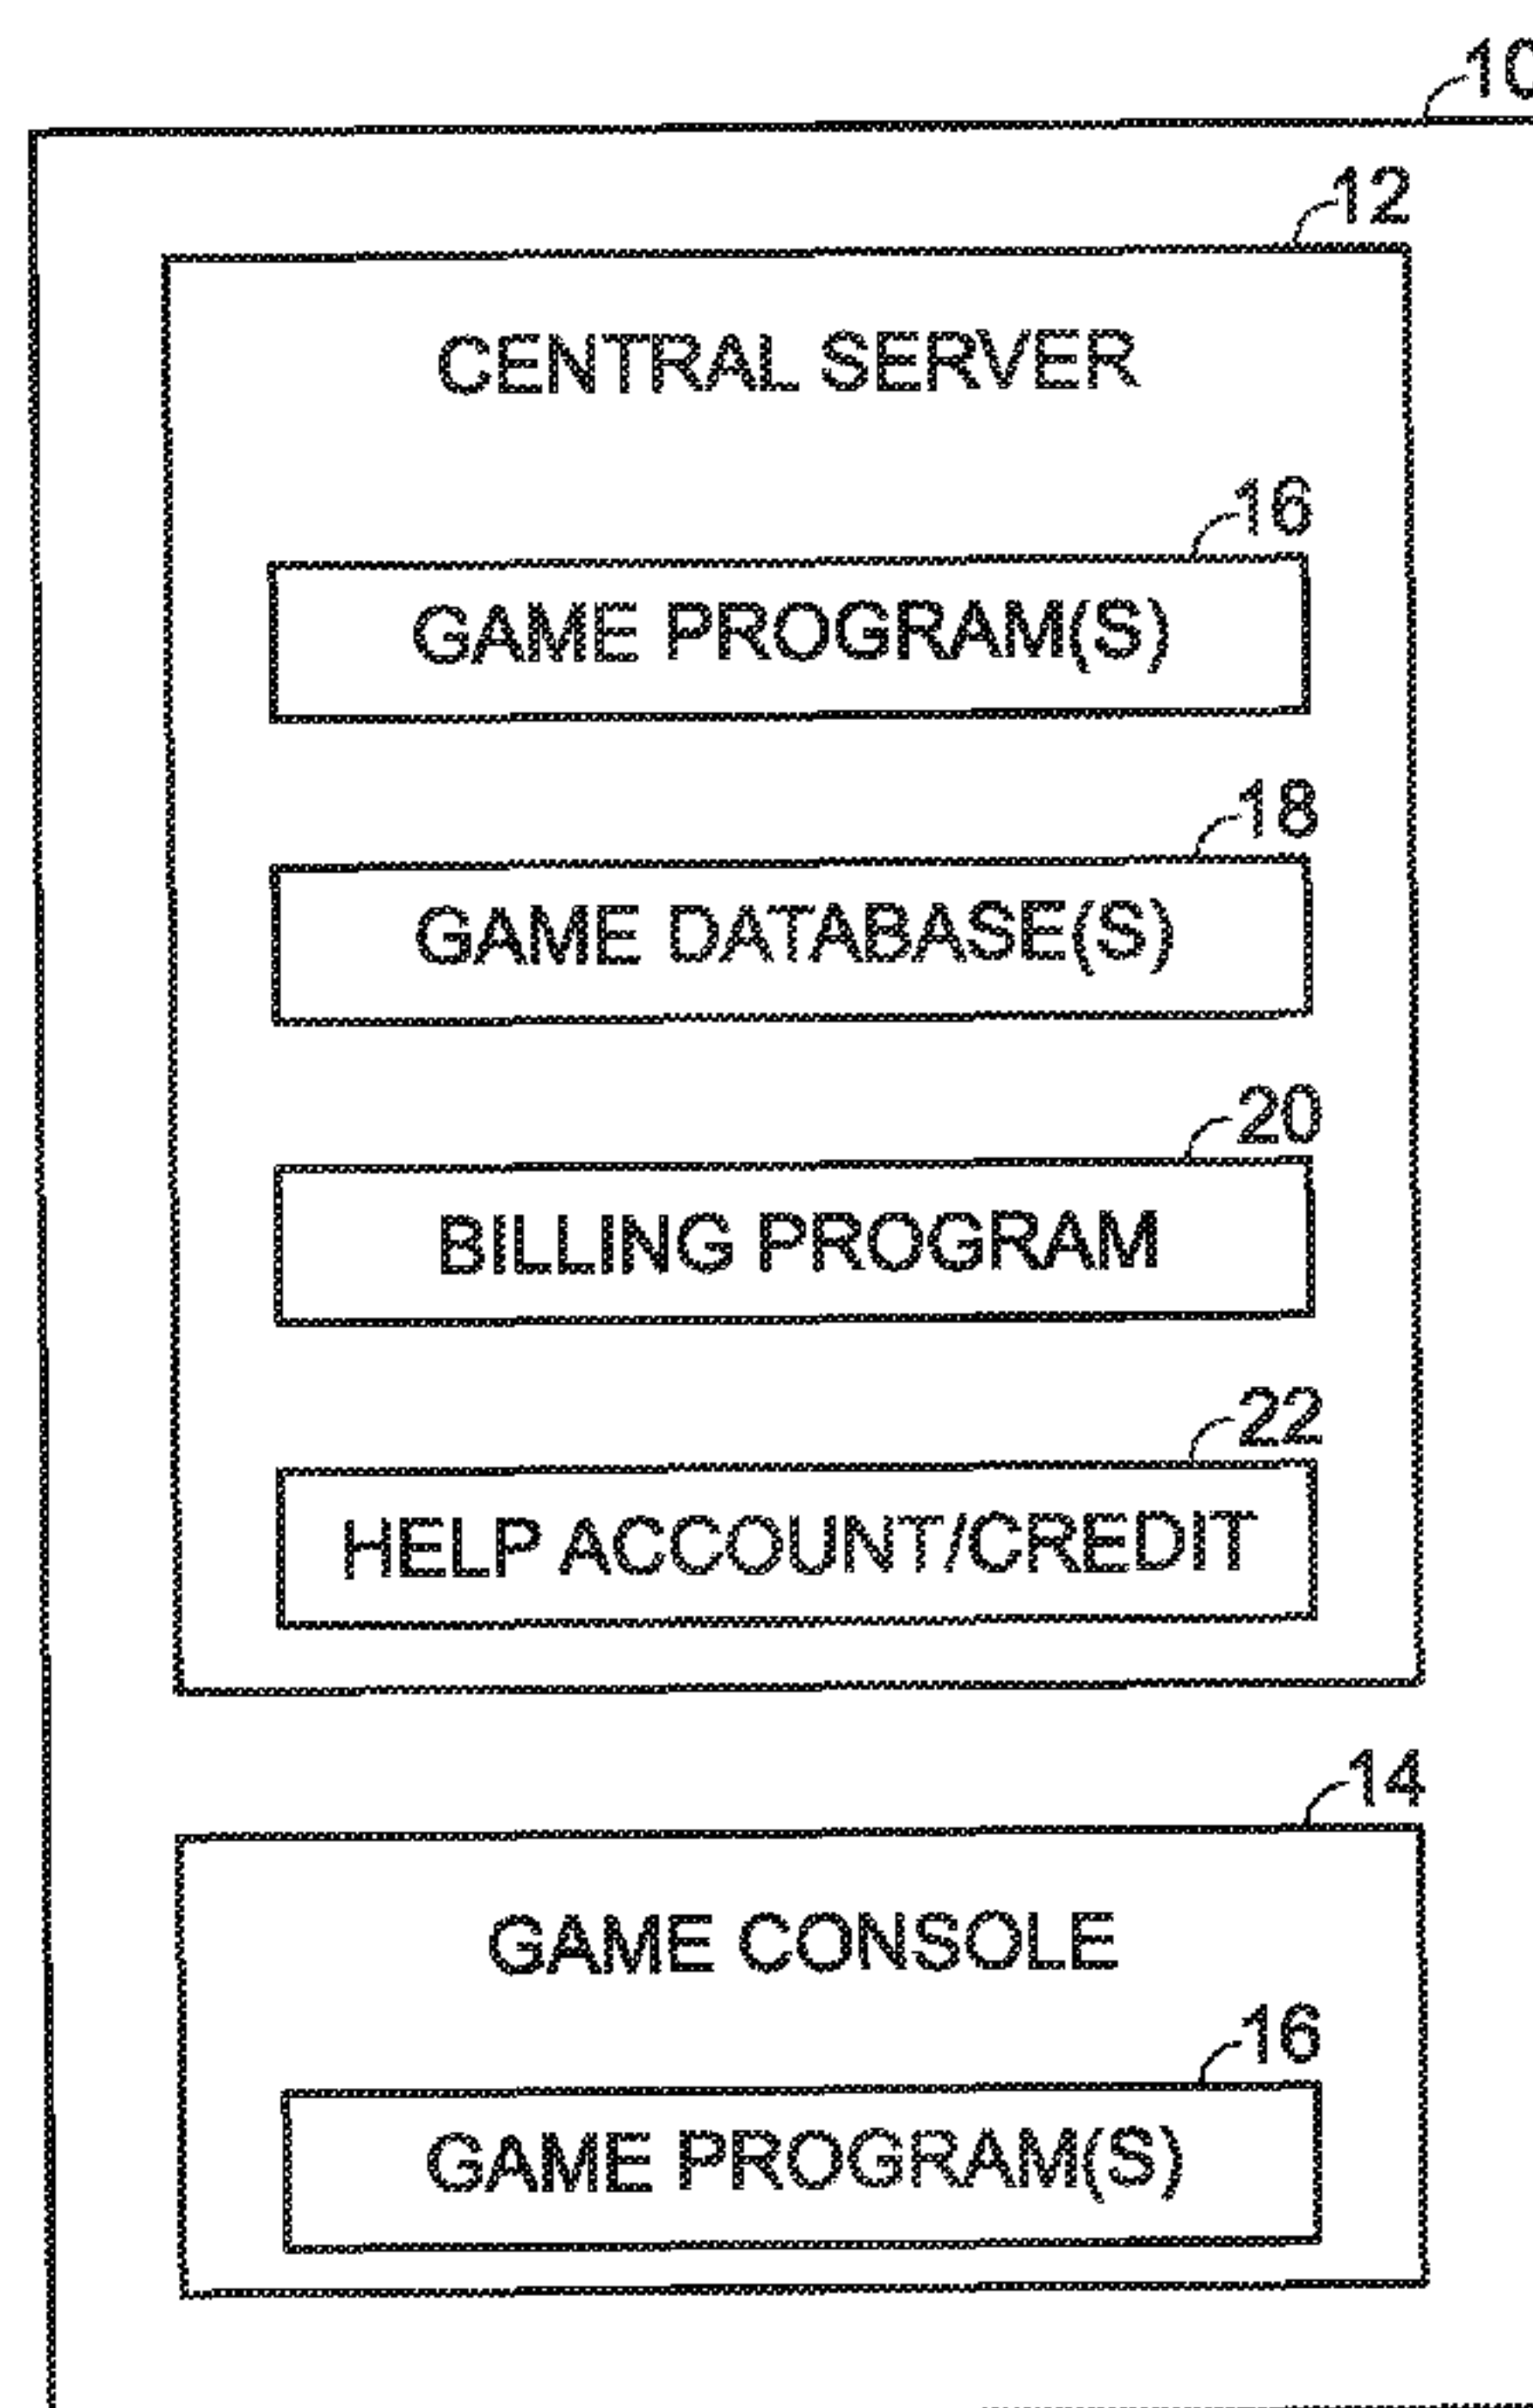 10
12
CENTRAL SERVER
16
GAME PROGRAM(S)
18
GAME DATABASE(S)
20
BILLING PROGRAM
22
HELP ACCOUNT/CREDIT
14
GAME CONSOLE
16
GAME PROGRAM(S)